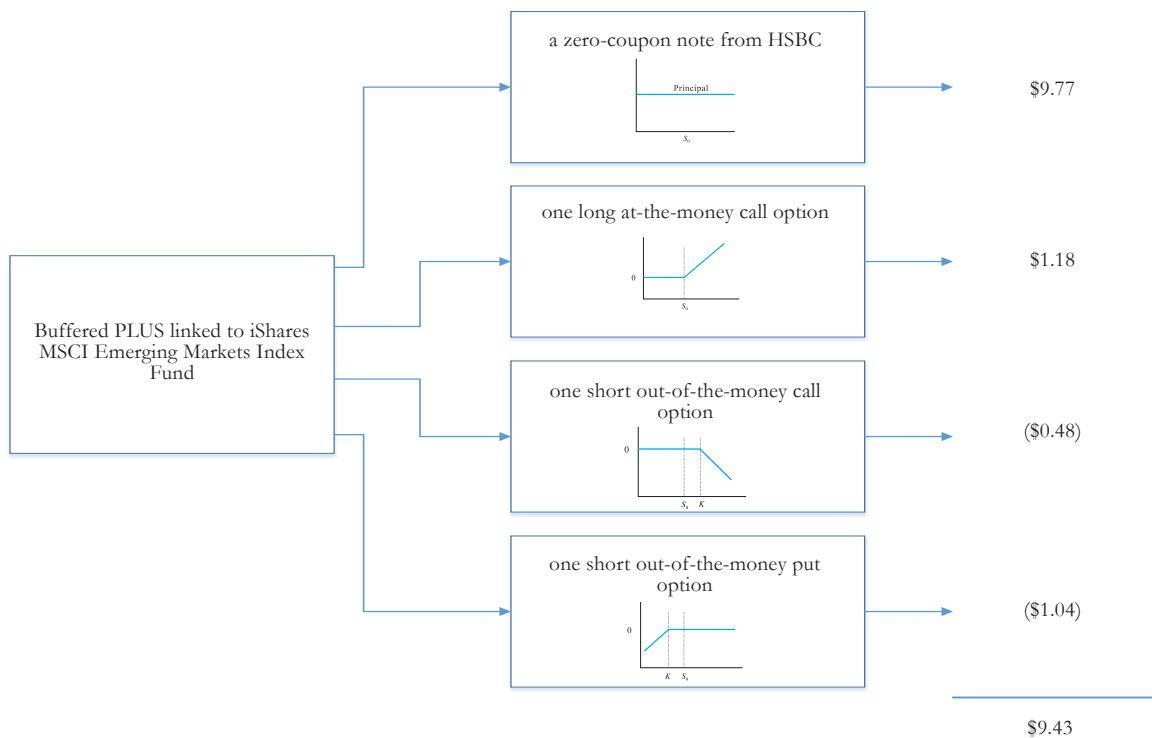 a zero-coupon note from HSBC
Principal
S₀
$9.77
one long at-the-money call option
0
S₀
$1.18
Buffered PLUS linked to iShares
MSCI Emerging Markets Index
Fund
one short out-of-the-money call
option
0
S₀ K
($0.48)
one short out-of-the-money put
option
0
K S₀
($1.04)
$9.43